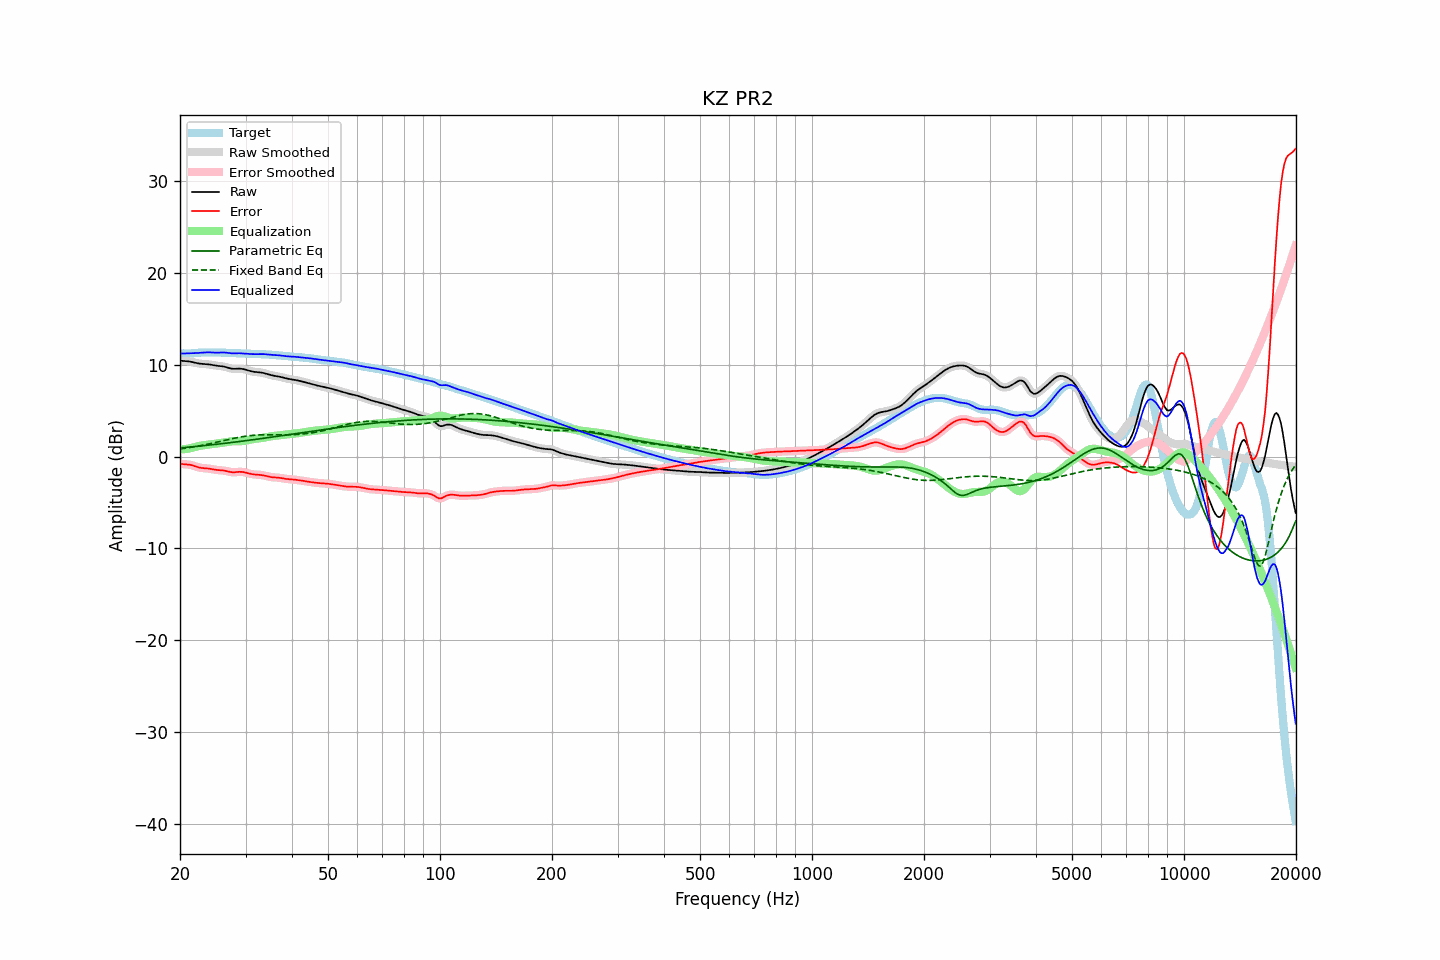 KZ PR2
Target
Raw Smoothed
Error Smoothed
Raw
Error
Equalization
Parametric Eq
Fixed Band Eq
Equalized
30
20
10
0
−10
−20
−30
−40
Amplitude (dBr)
20 50 100 200 500 1000 2000 5000 10000 20000
Frequency (Hz)